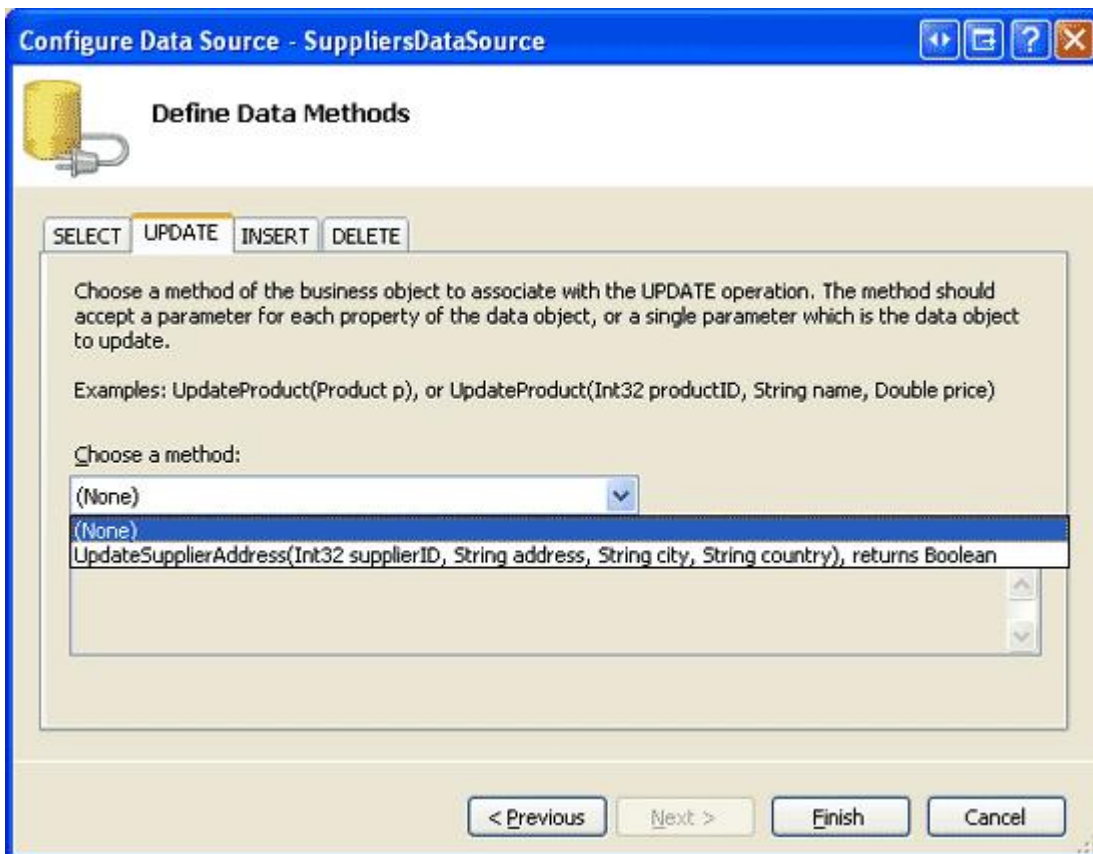 Configure Data Source - SuppliersDataSource
Define Data Methods
SELECT UPDATE INSERT DELETE
Choose a method of the business object to associate with the UPDATE operation. The method should
accept a parameter for each property of the data object, or a single parameter which is the data object
to update.
Examples: UpdateProduct(Product p), or UpdateProduct(Int32 productID, String name, Double price)
Choose a method:
(None)
(None)
UpdateSupplierAddress(Int32 supplierID, String address, String city, String country), returns Boolean
< Previous Next > Finish Cancel